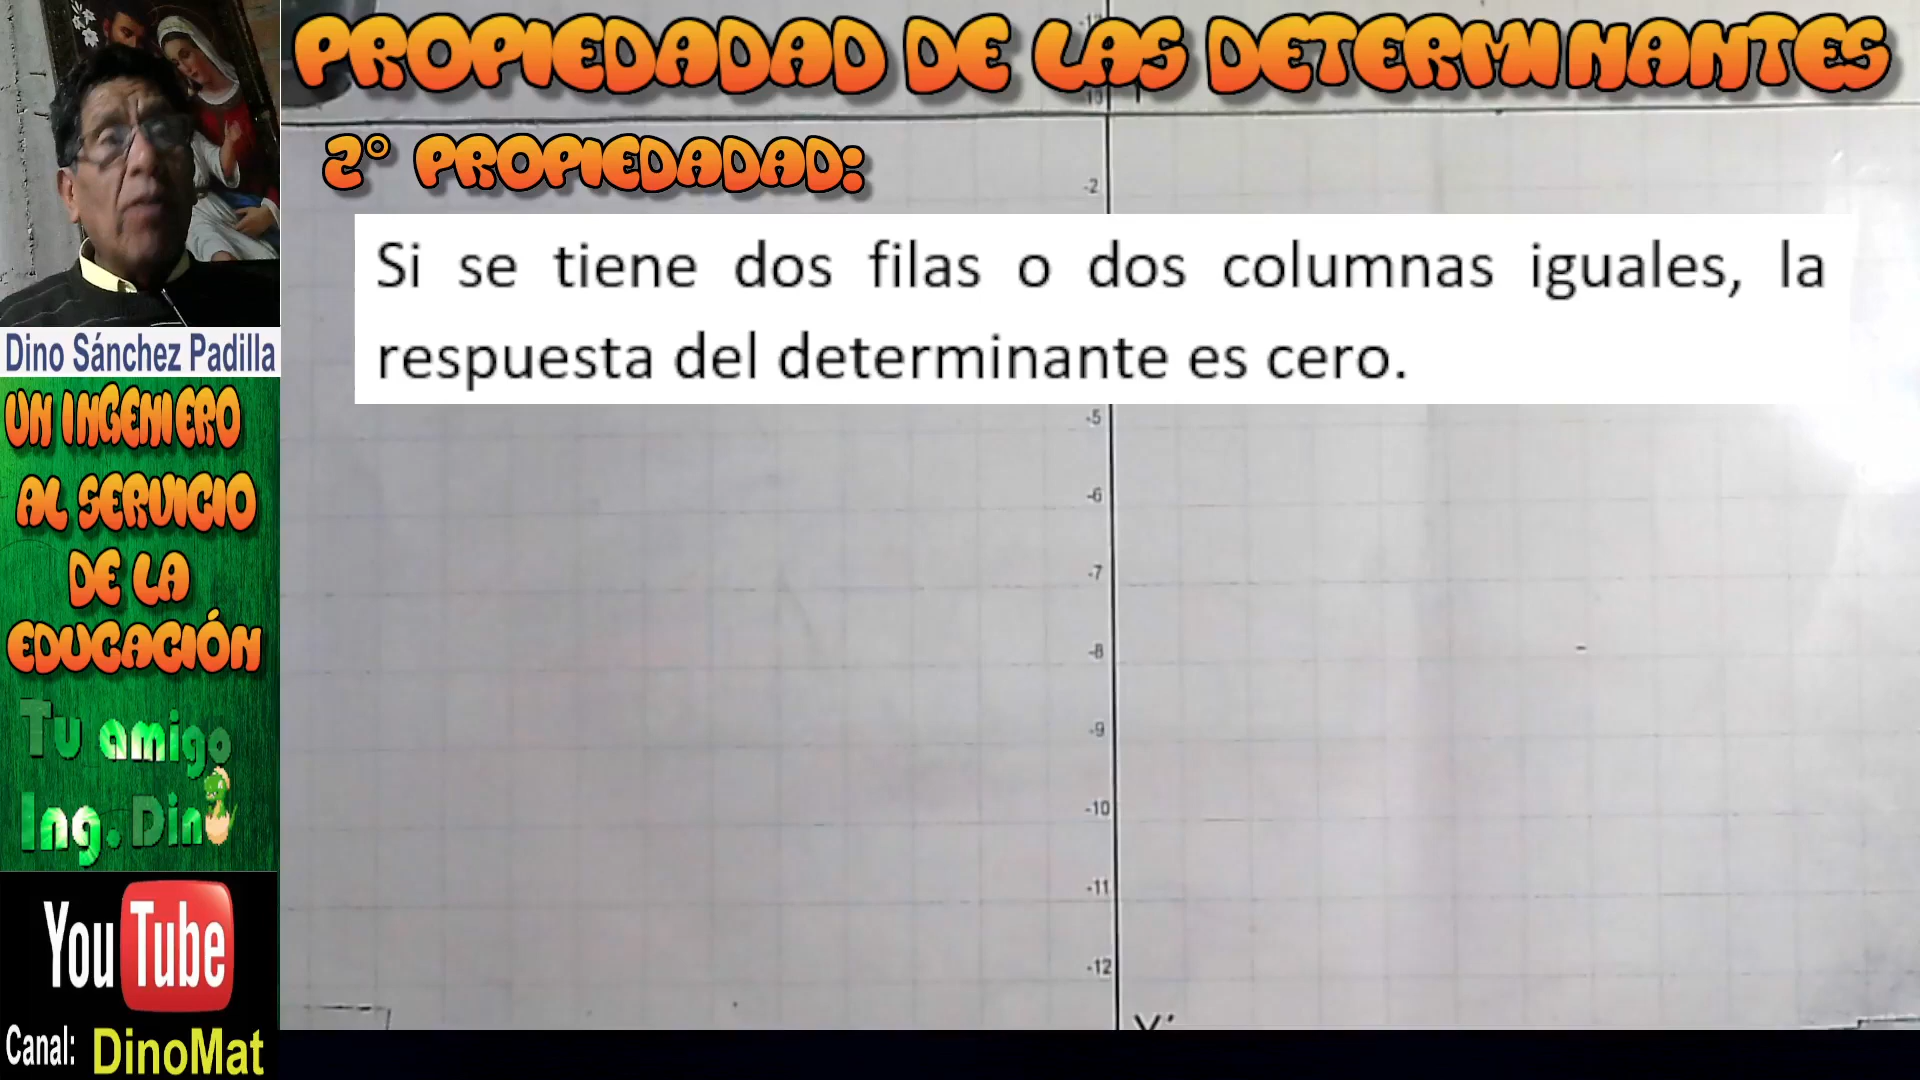 PROPIEDADAD DE LAS DETERMINANTES
2° PROPIEDADAD:
-2
Si se tiene dos filas o dos columnas iguales, la
respuesta del determinante es cero.
Dino Sánchez Padilla
UN INGENIERO
AL SERVICIO
DE LA
EDUCACIÓN
Tu amigo
Ing. Dino
YouTube
Canal: DinoMat
-5
-6
-7
-8
-9
-10
-11
-12